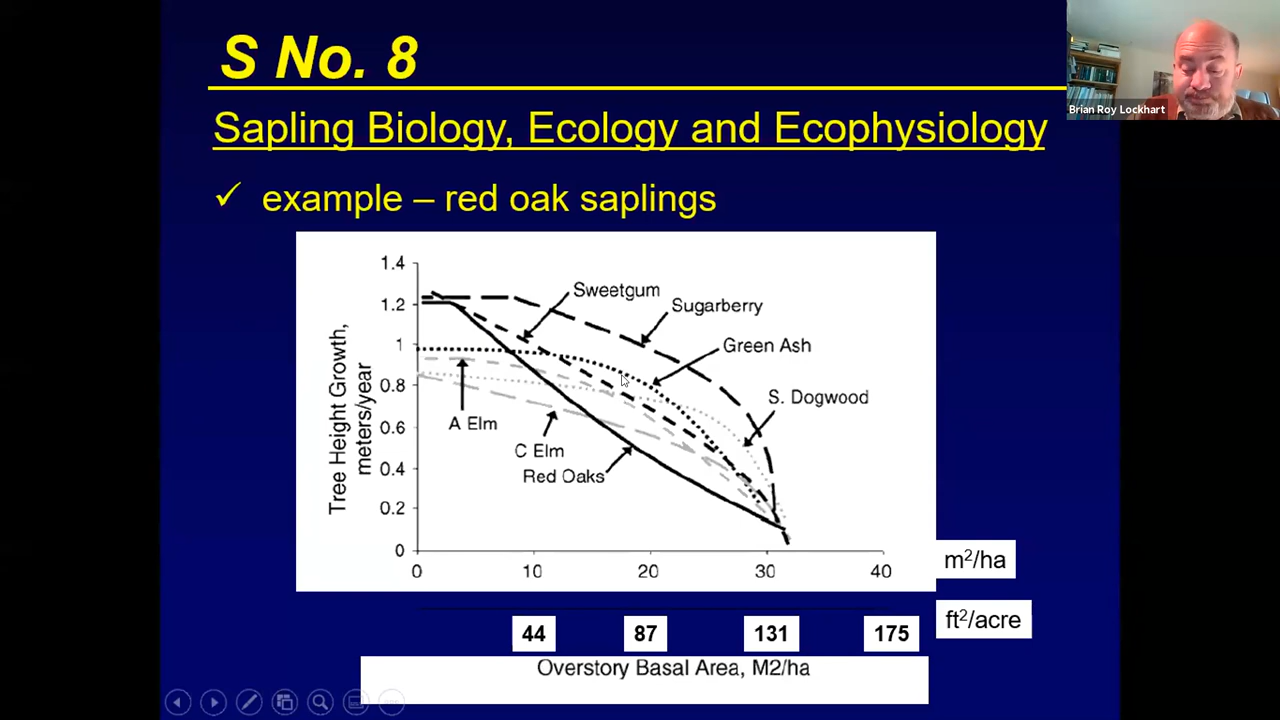 S No. 8
Brian Roy Lockhart
Sapling Biology, Ecology and Ecophysiology
✓ example – red oak saplings
Tree Height Growth,
meters/year
1.4
1.2
1
0.8
0.6
0.4
0.2
0
Sweetgum
Sugarberry
Green Ash
S. Dogwood
A Elm
C Elm
Red Oaks
0 10 20 30 40
m²/ha
44 87 131 175
ft²/acre
Overstory Basal Area, M2/ha